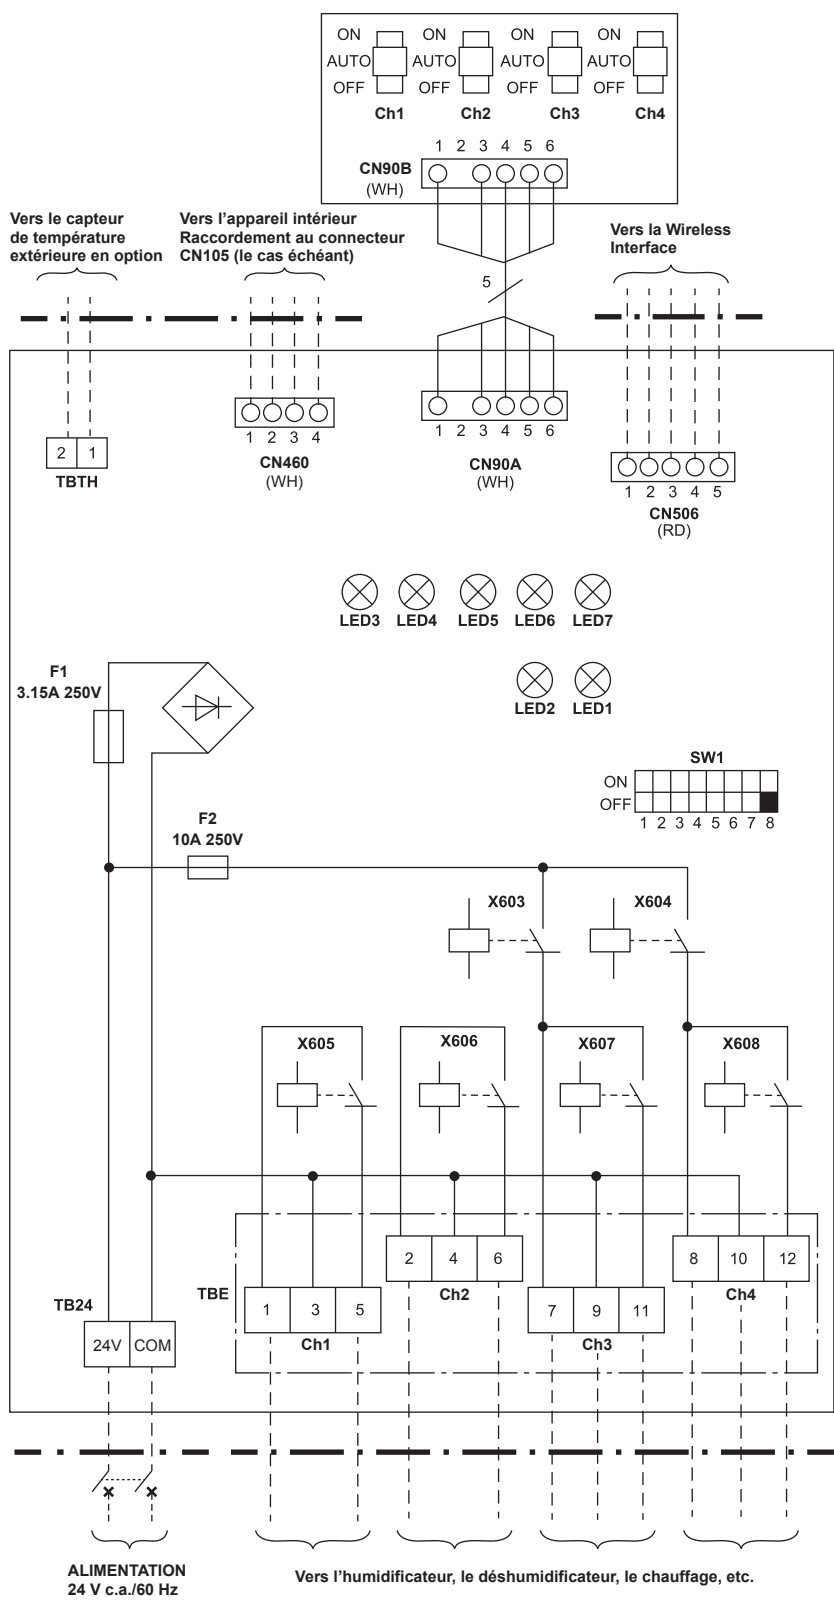 ON ON ON ON
AUTO AUTO AUTO AUTO
OFF OFF OFF OFF
Ch1 Ch2 Ch3 Ch4
1 2 3 4 5 6
CN90B
(WH)
Vers le capteur
de température
extérieure en option
Vers l'appareil intérieur
Raccordement au connecteur
CN105 (le cas échéant)
Vers la Wireless
Interface
5
2 1
TBTH
1 2 3 4
CN460
(WH)
1 2 3 4 5 6
CN90A
(WH)
1 2 3 4 5
CN506
(RD)
LED3 LED4 LED5 LED6 LED7
LED2 LED1
F1
3.15A 250V
SW1
ON
OFF
1 2 3 4 5 6 7 8
F2
10A 250V
X603 X604
X605 X606 X607 X608
2 4 6
Ch2
8 10 12
Ch4
TBE
1 3 5
Ch1
7 9 11
Ch3
TB24
24V COM
ALIMENTATION
24 V c.a./60 Hz
Vers l'humidificateur, le déshumidificateur, le chauffage, etc.